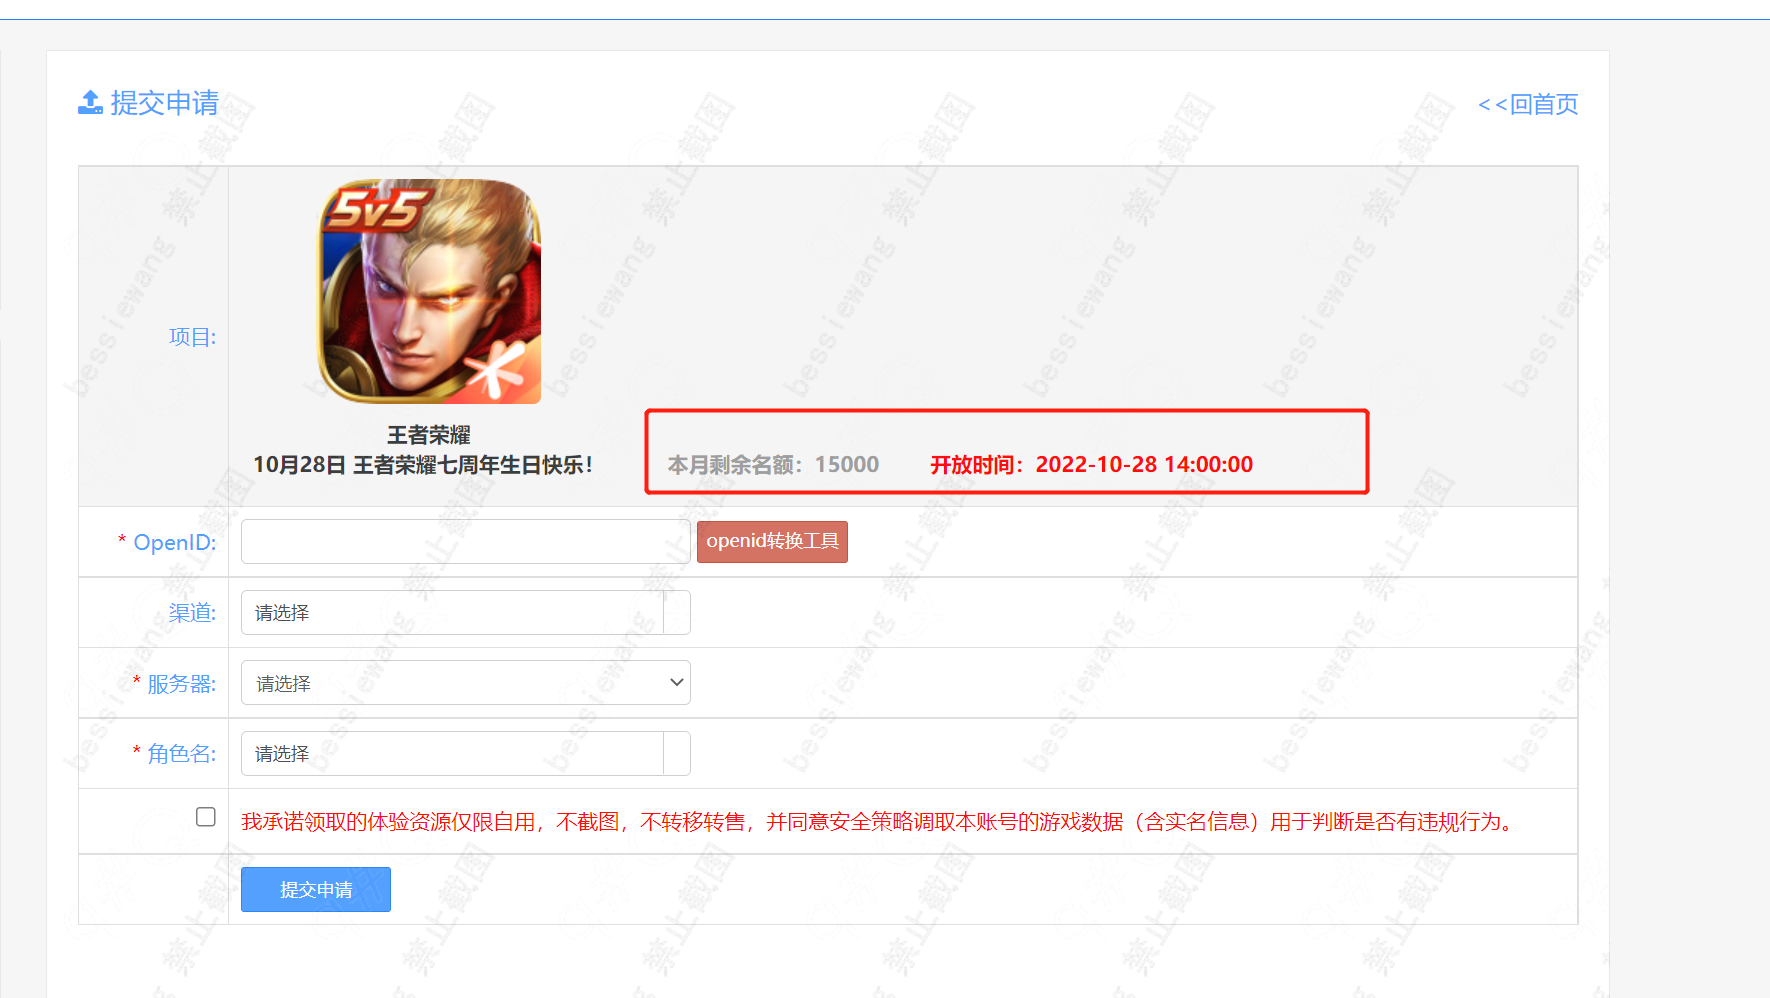 提交申请
<<回首页
项目:
5v5
王者荣耀
10月28日 王者荣耀七周年生日快乐！
本月剩余名额：15000 开放时间：2022-10-28 14:00:00
* OpenID:
openid转换工具
渠道:
请选择
* 服务器:
请选择
* 角色名:
请选择
我承诺领取的体验资源仅限自用，不截图，不转移转售，并同意安全策略调取本账号的游戏数据（含实名信息）用于判断是否有违规行为。
提交申请
bessiewang 禁止截图